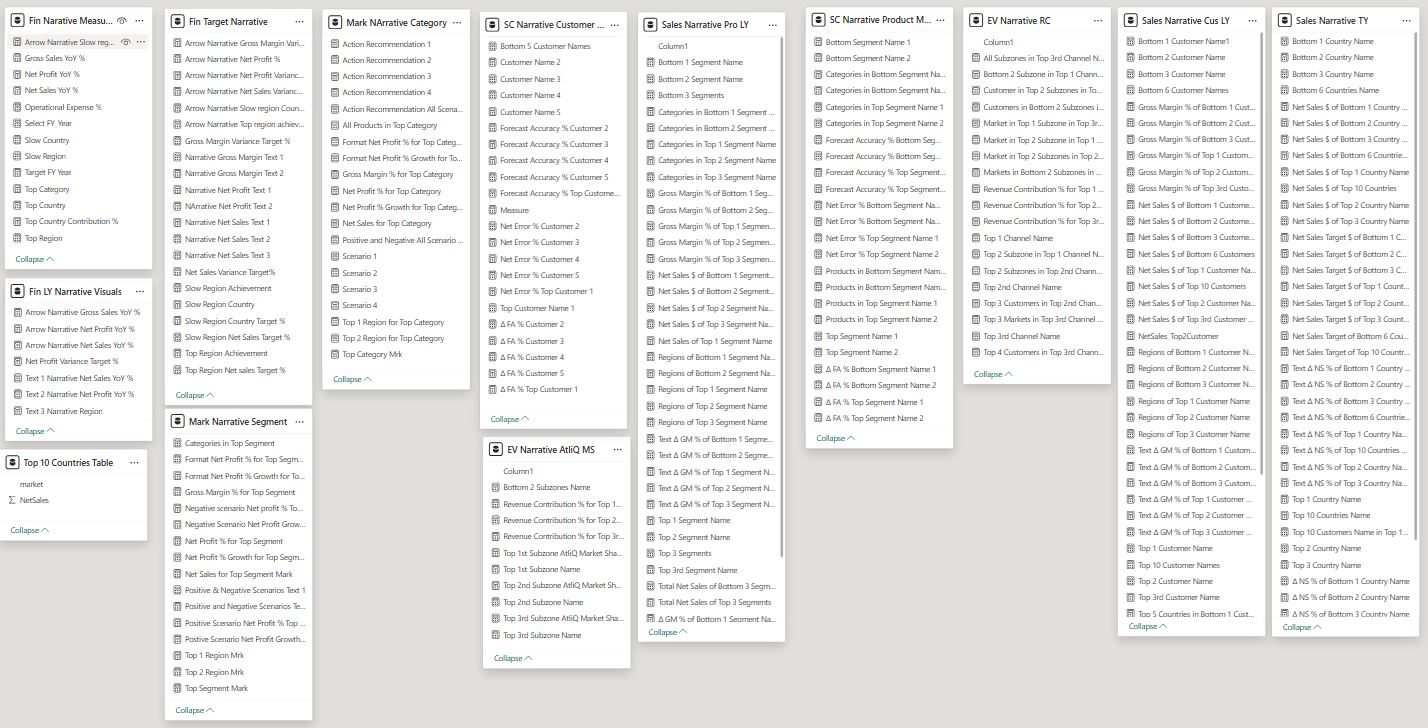 Fin Narative Measu...
Arrow Narrative Slow reg...
Gross Sales YoY %
Net Profit YoY %
Net Sales YoY %
Operational Expense %
Select FY Year
Slow Country
Slow Region
Target FY Year
Top Category
Top Country
Top Country Contribution %
Top Region
Collapse
Fin LY Narrative Visuals
Arrow Narrative Gross Sales YoY %
Arrow Narrative Net Profit YoY %
Arrow Narrative Net Sales YoY %
Net Profit Variance Target %
Text 1 Narrative Net Sales YoY %
Text 2 Narrative Net Profit YoY %
Text 3 Narrative Region
Collapse
Top 10 Countries Table
market
NetSales
Collapse
Fin Target Narrative
Arrow Narrative Gross Margin Vari...
Arrow Narrative Net Profit %
Arrow Narrative Net Profit Varianc...
Arrow Narrative Net Sales Varianc...
Arrow Narrative Slow region Coun...
Arrow Narrative Top region achiev...
Gross Margin Variance Target %
Narrative Gross Margin Text 1
Narrative Gross Margin Text 2
Narrative Net Profit Text 1
NArrative Net Profit Text 2
Narrative Net Sales Text 1
Narrative Net Sales Text 2
Narrative Net Sales Text 3
Net Sales Variance Target%
Slow Region Achievement
Slow Region Country
Slow Region Country Target %
Slow Region Net Sales Target %
Top Region Achievement
Top Region Net sales Target %
Collapse
Mark Narrative Segment
Categories in Top Segment
Format Net Profit % for Top Segm...
Format Net Profit % Growth for To...
Gross Margin % for Top Segment
Negative scenario Net profit % To...
Negative Scenario Net Profit Grow...
Net Profit % for Top Segment
Net Profit % Growth for Top Segm...
Net Sales for Top Segment Mark
Positive & Negative Scenarios Text 1
Positive and Negative Scenarios Te...
Positive Scenario Net Profit % Top ...
Postive Scenario Net Profit Growth...
Top 1 Region Mrk
Top 2 Region Mrk
Top Segment Mark
Collapse
Mark NArrative Category
Action Recommendation 1
Action Recommendation 2
Action Recommendation 3
Action Recommendation 4
Action Recommendation All Scena...
All Products in Top Category
Format Net Profit % for Top Categ...
Format Net Profit % Growth for To...
Gross Margin % for Top Category
Net Profit % for Top Category
Net Profit % Growth for Top Categ...
Net Sales for Top Category
Positive and Negative All Scenario ...
Scenario 1
Scenario 2
Scenario 3
Scenario 4
Top 1 Region for Top Category
Top 2 Region for Top Category
Top Category Mrk
Collapse
SC Narrative Customer ...
Bottom 5 Customer Names
Customer Name 2
Customer Name 3
Customer Name 4
Customer Name 5
Forecast Accuracy % Customer 2
Forecast Accuracy % Customer 3
Forecast Accuracy % Customer 4
Forecast Accuracy % Customer 5
Forecast Accuracy % Top Custome...
Measure
Net Error % Customer 2
Net Error % Customer 3
Net Error % Customer 4
Net Error % Customer 5
Net Error % Top Customer 1
Top Customer Name 1
Δ FA % Customer 2
Δ FA % Customer 3
Δ FA % Customer 4
Δ FA % Customer 5
Δ FA % Top Customer 1
Collapse
EV Narrative AtliQ MS
Column1
Bottom 2 Subzones Name
Revenue Contribution % for Top 1...
Revenue Contribution % for Top 2...
Revenue Contribution % for Top 3r...
Top 1st Subzone AtliQ Market Sha...
Top 1st Subzone Name
Top 2nd Subzone AtliQ Market Sh...
Top 2nd Subzone Name
Top 3rd Subzone AtliQ Market Sha...
Top 3rd Subzone Name
Collapse
Sales Narrative Pro LY
Column1
Bottom 1 Segment Name
Bottom 2 Segment Name
Bottom 3 Segments
Categories in Bottom 1 Segment ...
Categories in Bottom 2 Segment ...
Categories in Top 1 Segment Name
Categories in Top 2 Segment Name
Categories in Top 3 Segment Name
Gross Margin % of Bottom 1 Seg...
Gross Margin % of Bottom 2 Seg...
Gross Margin % of Top 1 Segmen...
Gross Margin % of Top 2 Segmen...
Gross Margin % of Top 3 Segmen...
Net Sales $ of Bottom 1 Segment...
Net Sales $ of Bottom 2 Segment...
Net Sales $ of Top 2 Segment Na...
Net Sales $ of Top 3 Segment Na...
Net Sales of Top 1 Segment Name
Regions of Bottom 1 Segment Na...
Regions of Bottom 2 Segment Na...
Regions of Top 1 Segment Name
Regions of Top 2 Segment Name
Regions of Top 3 Segment Name
Text Δ GM % of Bottom 1 Segme...
Text Δ GM % of Bottom 2 Segme...
Text Δ GM % of Top 1 Segment N...
Text Δ GM % of Top 2 Segment N...
Text Δ GM % of Top 3 Segment N...
Top 1 Segment Name
Top 2 Segment Name
Top 3 Segments
Top 3rd Segment Name
Total Net Sales of Bottom 3 Segm...
Total Net Sales of Top 3 Segments
Δ GM % of Bottom 1 Segment Na...
Collapse
SC Narrative Product M...
Bottom Segment Name 1
Bottom Segment Name 2
Categories in Bottom Segment Na...
Categories in Bottom Segment Na...
Categories in Top Segment Name 1
Categories in Top Segment Name 2
Forecast Accuracy % Bottom Seg...
Forecast Accuracy % Bottom Seg...
Forecast Accuracy % Top Segment...
Forecast Accuracy % Top Segment...
Net Error % Bottom Segment Na...
Net Error % Bottom Segment Na...
Net Error % Top Segment Name 1
Net Error % Top Segment Name 2
Products in Bottom Segment Nam...
Products in Bottom Segment Nam...
Products in Top Segment Name 1
Products in Top Segment Name 2
Top Segment Name 1
Top Segment Name 2
Δ FA % Bottom Segment Name 1
Δ FA % Bottom Segment Name 2
Δ FA % Top Segment Name 1
Δ FA % Top Segment Name 2
Collapse
EV Narrative RC
Column1
All Subzones in Top 3rd Channel N...
Bottom 2 Subzone in Top 1 Chann...
Customer in Top 2 Subzones in To...
Customers in Bottom 2 Subzones i...
Market in Top 1 Subzone in Top 3r...
Market in Top 2 Subzone in Top 1 ...
Market in Top 2 Subzones in Top 2...
Markets in Bottom 2 Subzones in ...
Revenue Contribution % for Top 1 ...
Revenue Contribution % for Top 2...
Revenue Contribution % for Top 3r...
Top 1 Channel Name
Top 2 Subzone in Top 1 Channel N...
Top 2 Subzones in Top 2nd Chann...
Top 2nd Channel Name
Top 3 Customers in Top 2nd Chan...
Top 3 Markets in Top 3rd Channel ...
Top 3rd Channel Name
Top 4 Customers in Top 3rd Chann...
Collapse
Sales Narrative Cus LY
Bottom 1 Customer Name1
Bottom 2 Customer Name
Bottom 3 Customer Name
Bottom 6 Customer Names
Gross Margin % of Bottom 1 Cust...
Gross Margin % of Bottom 2 Cust...
Gross Margin % of Bottom 3 Cust...
Gross Margin % of Top 1 Custom...
Gross Margin % of Top 2 Custom...
Gross Margin % of Top 3rd Custo...
Net Sales $ of Bottom 1 Custome...
Net Sales $ of Bottom 2 Custome...
Net Sales $ of Bottom 3 Custome...
Net Sales $ of Bottom 6 Customers
Net Sales $ of Top 1 Customer Na...
Net Sales $ of Top 10 Customers
Net Sales $ of Top 2 Customer Na...
Net Sales $ of Top 3rd Customer ...
NetSales Top2Customer
Regions of Bottom 1 Customer N...
Regions of Bottom 2 Customer N...
Regions of Bottom 3 Customer N...
Regions of Top 1 Customer Name
Regions of Top 2 Customer Name
Regions of Top 3 Customer Name
Text Δ GM % of Bottom 1 Custom...
Text Δ GM % of Bottom 2 Custom...
Text Δ GM % of Bottom 3 Custom...
Text Δ GM % of Top 1 Customer ...
Text Δ GM % of Top 2 Customer ...
Text Δ GM % of Top 3 Customer ...
Top 1 Customer Name
Top 10 Customer Names
Top 2 Customer Name
Top 3rd Customer Name
Top 5 Countries in Bottom 1 Cust...
Collapse
Sales Narrative TY
Bottom 1 Country Name
Bottom 2 Country Name
Bottom 3 Country Name
Bottom 6 Countries Name
Net Sales $ of Bottom 1 Country ...
Net Sales $ of Bottom 2 Country ...
Net Sales $ of Bottom 3 Country ...
Net Sales $ of Bottom 6 Countrie...
Net Sales $ of Top 1 Country Name
Net Sales $ of Top 10 Countries
Net Sales $ of Top 2 Country Name
Net Sales $ of Top 3 Country Name
Net Sales Target $ of Bottom 1 C...
Net Sales Target $ of Bottom 2 C...
Net Sales Target $ of Bottom 3 C...
Net Sales Target $ of Top 1 Count...
Net Sales Target $ of Top 2 Count...
Net Sales Target $ of Top 3 Count...
Net Sales Target of Bottom 6 Cou...
Net Sales Target of Top 10 Countr...
Text Δ NS % of Bottom 1 Country ...
Text Δ NS % of Bottom 2 Country ...
Text Δ NS % of Bottom 3 Country ...
Text Δ NS % of Bottom 6 Countrie...
Text Δ NS % of Top 1 Country Na...
Text Δ NS % of Top 10 Countries ...
Text Δ NS % of Top 2 Country Na...
Text Δ NS % of Top 3 Country Na...
Top 1 Country Name
Top 10 Countries Name
Top 10 Customers Name in Top 1...
Top 2 Country Name
Top 3 Country Name
Δ NS % of Bottom 1 Country Name
Δ NS % of Bottom 2 Country Name
Δ NS % of Bottom 3 Country Name
Collapse